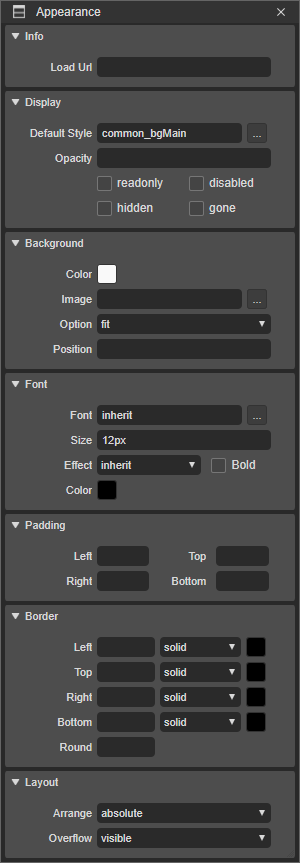 Appearance
Info
Load Url
Display
Default Style common_bgMain ...
Opacity
readonly disabled
hidden gone
Background
Color
Image ...
Option fit
Position
Font
Font inherit ...
Size 12px
Effect inherit Bold
Color
Padding
Left Top
Right Bottom
Border
Left solid
Top solid
Right solid
Bottom solid
Round
Layout
Arrange absolute
Overflow visible